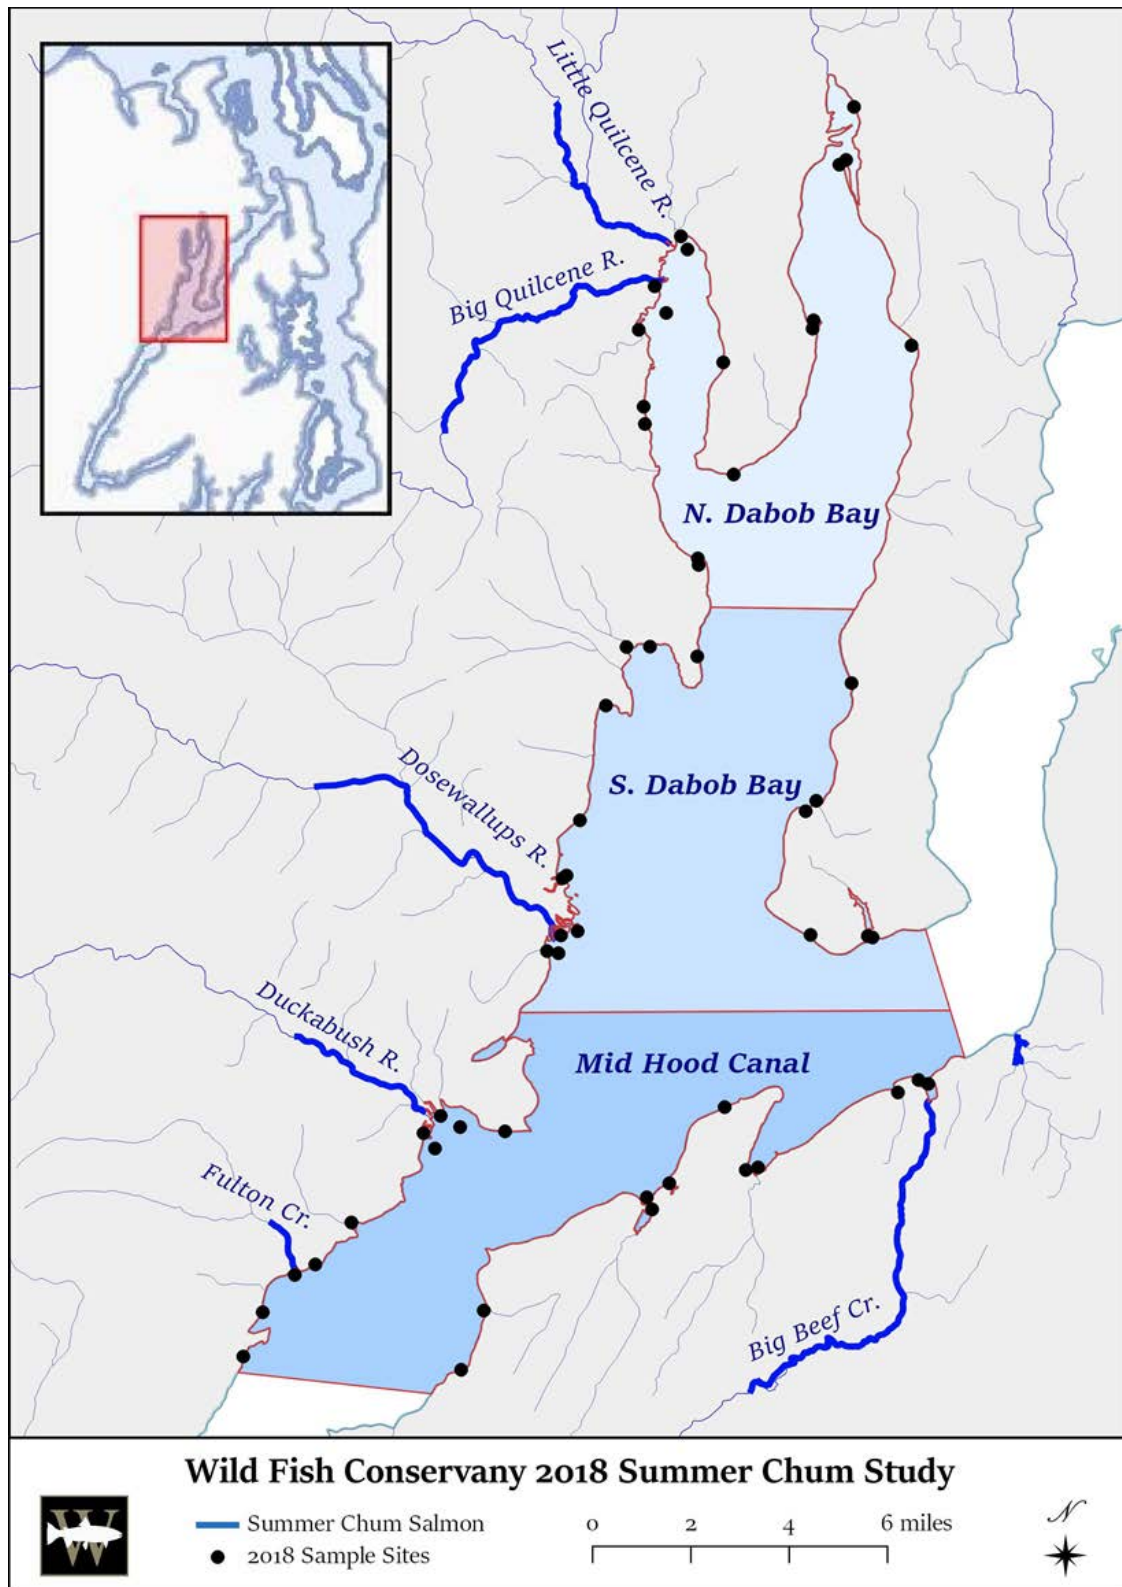 Little Quilcene R.
Big Quilcene R.
N. Dabob Bay
S. Dabob Bay
Dosewallups R.
Duckabush R.
Mid Hood Canal
Fulton Cr.
Big Beef Cr.
Wild Fish Conservany 2018 Summer Chum Study
W
Summer Chum Salmon
2018 Sample Sites
0 2 4 6 miles
N